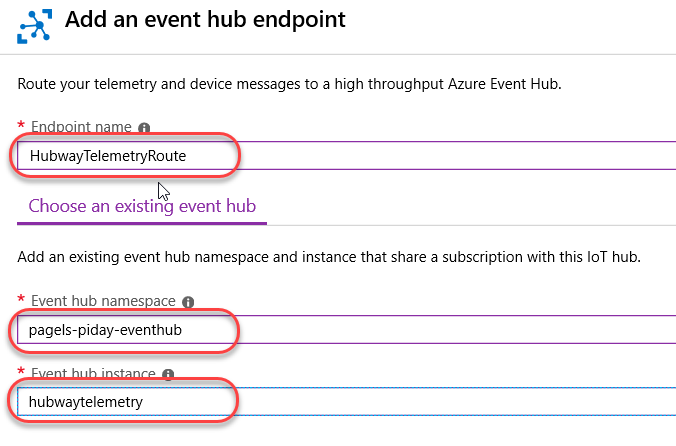 Add an event hub endpoint
Route your telemetry and device messages to a high throughput Azure Event Hub.
* Endpoint name
HubwayTelemetryRoute
Choose an existing event hub
Add an existing event hub namespace and instance that share a subscription with this IoT hub.
* Event hub namespace
pagels-piday-eventhub
* Event hub instance
hubwaytelemetry